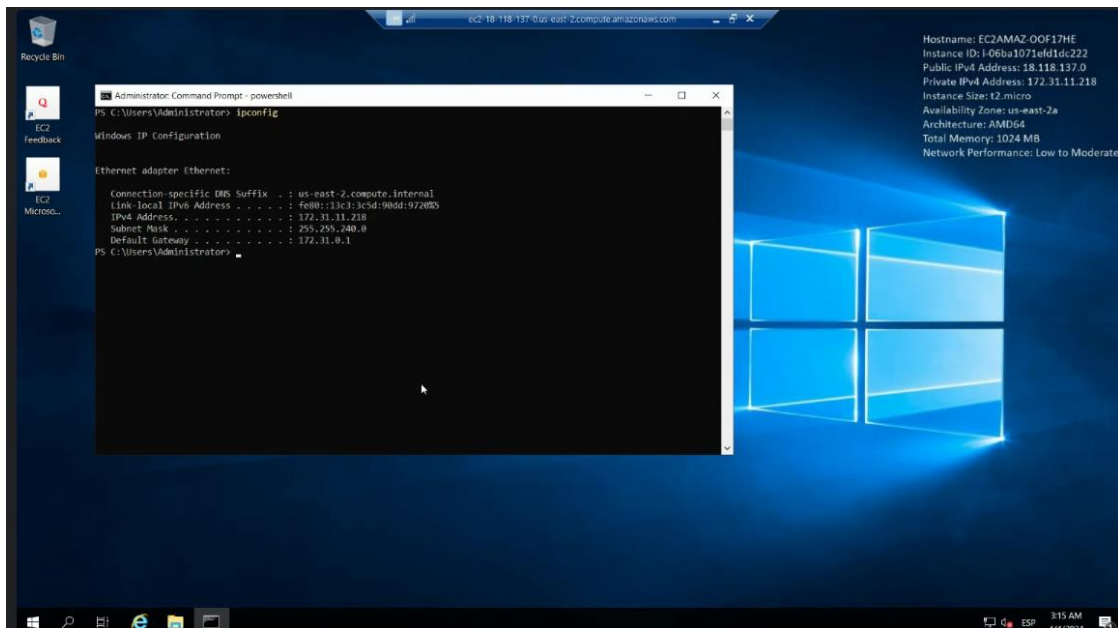 ec2-18-118-137-0.us-east-2.compute.amazonaws.com
Recycle Bin
EC2
Feedback
EC2
Microso...
Hostname: EC2AMAZ-OOF17HE
Instance ID: i-06ba1071efd1dc222
Public IPv4 Address: 18.118.137.0
Private IPv4 Address: 172.31.11.218
Instance Size: t2.micro
Availability Zone: us-east-2a
Architecture: AMD64
Total Memory: 1024 MB
Network Performance: Low to Moderate
Administrator: Command Prompt - powershell
PS C:\Users\Administrator> ipconfig
Windows IP Configuration
Ethernet adapter Ethernet:
Connection-specific DNS Suffix . : us-east-2.compute.internal
Link-local IPv6 Address . . . . . : fe80::13c3:3c5d:90dd:9720%5
IPv4 Address. . . . . . . . . . . : 172.31.11.218
Subnet Mask . . . . . . . . . . . : 255.255.240.0
Default Gateway . . . . . . . . . : 172.31.0.1
PS C:\Users\Administrator>
ESP
3:15 AM